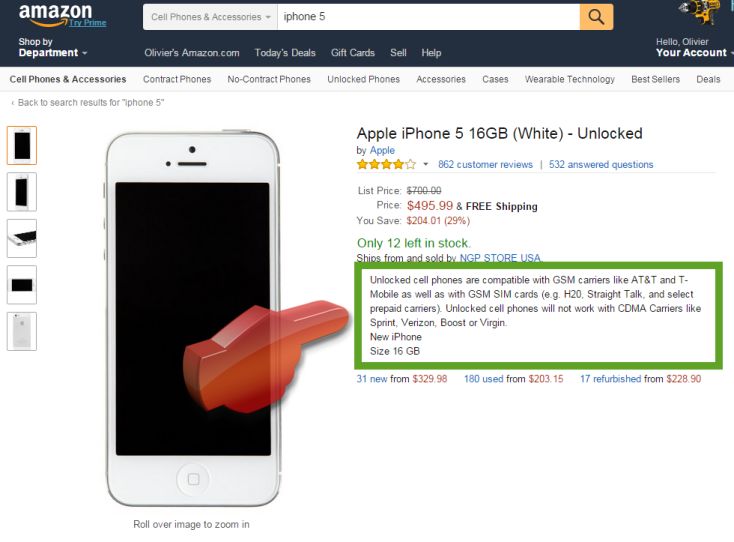 amazon
Try Prime
Cell Phones & Accessories
iphone 5
Shop by
Department
Olivier's Amazon.com
Today's Deals
Gift Cards
Sell
Help
Hello, Olivier
Your Account
Cell Phones & Accessories
Contract Phones
No-Contract Phones
Unlocked Phones
Accessories
Cases
Wearable Technology
Best Sellers
Deals
‹ Back to search results for "iphone 5"
Apple iPhone 5 16GB (White) - Unlocked
by Apple
862 customer reviews | 532 answered questions
List Price: $700.00
Price: $495.99 & FREE Shipping
You Save: $204.01 (29%)
Only 12 left in stock.
Ships from and sold by NGP STORE USA.
Unlocked cell phones are compatible with GSM carriers like AT&T and T-
Mobile as well as with GSM SIM cards (e.g. H20, Straight Talk, and select
prepaid carriers). Unlocked cell phones will not work with CDMA Carriers like
Sprint, Verizon, Boost or Virgin.
New iPhone
Size 16 GB
31 new from $329.98 180 used from $203.15 17 refurbished from $228.90
Roll over image to zoom in